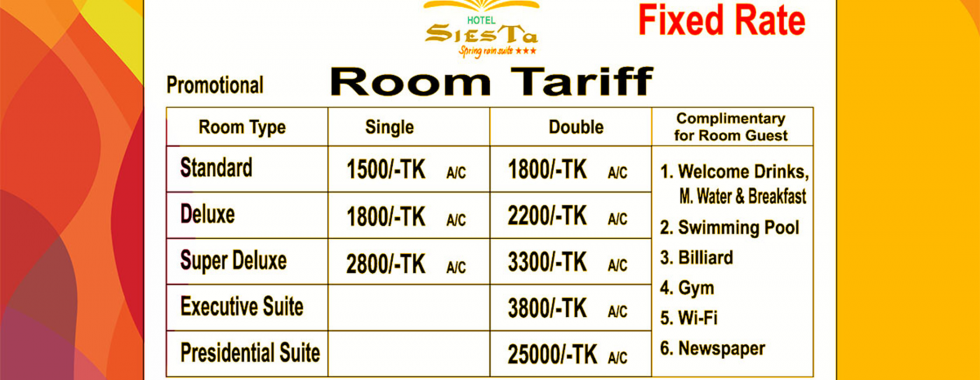 HOTEL
SIESTa
Spring rain suite ★★★
Fixed Rate
Promotional
Room Tariff
Room Type Single Double Complimentary for Room Guest
Standard 1500/-TK A/C 1800/-TK A/C
Deluxe 1800/-TK A/C 2200/-TK A/C
Super Deluxe 2800/-TK A/C 3300/-TK A/C
Executive Suite 3800/-TK A/C
Presidential Suite 25000/-TK A/C
1. Welcome Drinks,
M. Water & Breakfast
2. Swimming Pool
3. Billiard
4. Gym
5. Wi-Fi
6. Newspaper